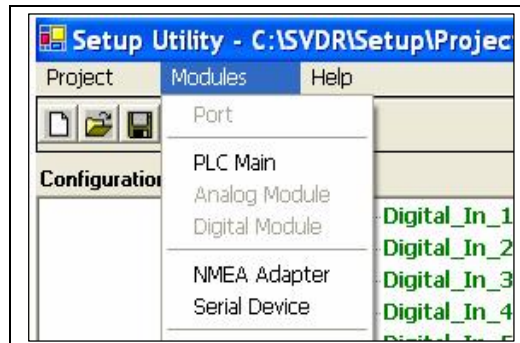 Setup Utility - C:\SVDR\Setup\Projec
Project Modules Help
Port
PLC Main
Analog Module
Digital Module
NMEA Adapter
Serial Device
Configuration
Digital_In_1
Digital_In_2
Digital_In_3
Digital_In_4